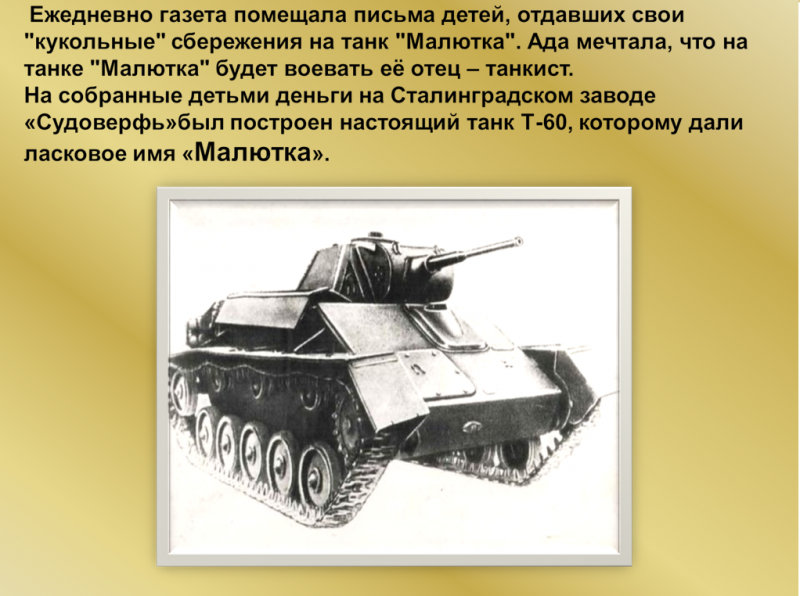 Ежедневно газета помещала письма детей, отдавших свои
"кукольные" сбережения на танк "Малютка". Ада мечтала, что на
танке "Малютка" будет воевать её отец – танкист.
На собранные детьми деньги на Сталинградском заводе
«Судоверфь»был построен настоящий танк Т-60, которому дали
ласковое имя «Малютка».